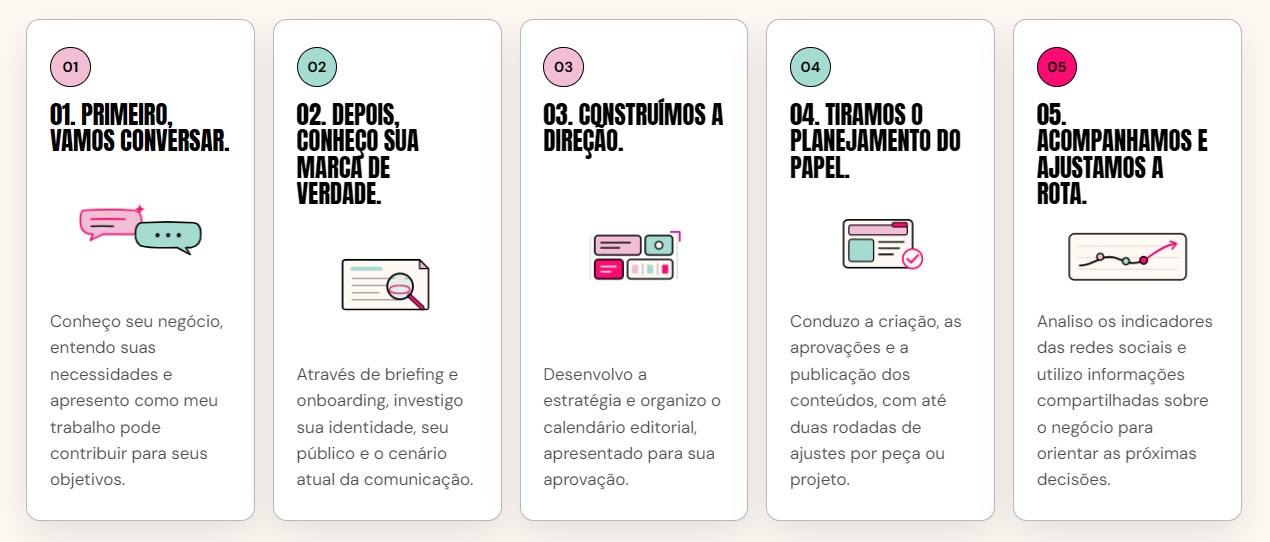 01
01. PRIMEIRO,
VAMOS CONVERSAR.
Conheço seu negócio,
entendo suas
necessidades e
apresento como meu
trabalho pode
contribuir para seus
objetivos.
02
02. DEPOIS,
CONHEÇO SUA
MARCA DE
VERDADE.
Através de briefing e
onboarding, investigo
sua identidade, seu
público e o cenário
atual da comunicação.
03
03. CONSTRUÍMOS A
DIREÇÃO.
Desenvolvo a
estratégia e organizo o
calendário editorial,
apresentado para sua
aprovação.
04
04. TIRAMOS O
PLANEJAMENTO DO
PAPEL.
Conduzo a criação, as
aprovações e a
publicação dos
conteúdos, com até
duas rodadas de
ajustes por peça ou
projeto.
05
05.
ACOMPANHAMOS E
AJUSTAMOS A
ROTA.
Analiso os indicadores
das redes sociais e
utilizo informações
compartilhadas sobre
o negócio para
orientar as próximas
decisões.